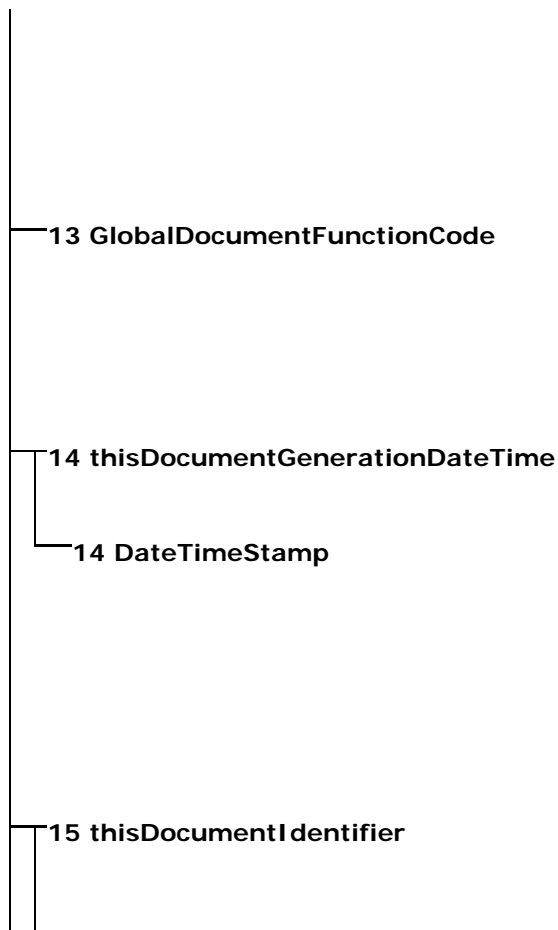 13 GlobalDocumentFunctionCode
14 thisDocumentGenerationDateTime
14 DateTimeStamp
15 thisDocumentIdentifier